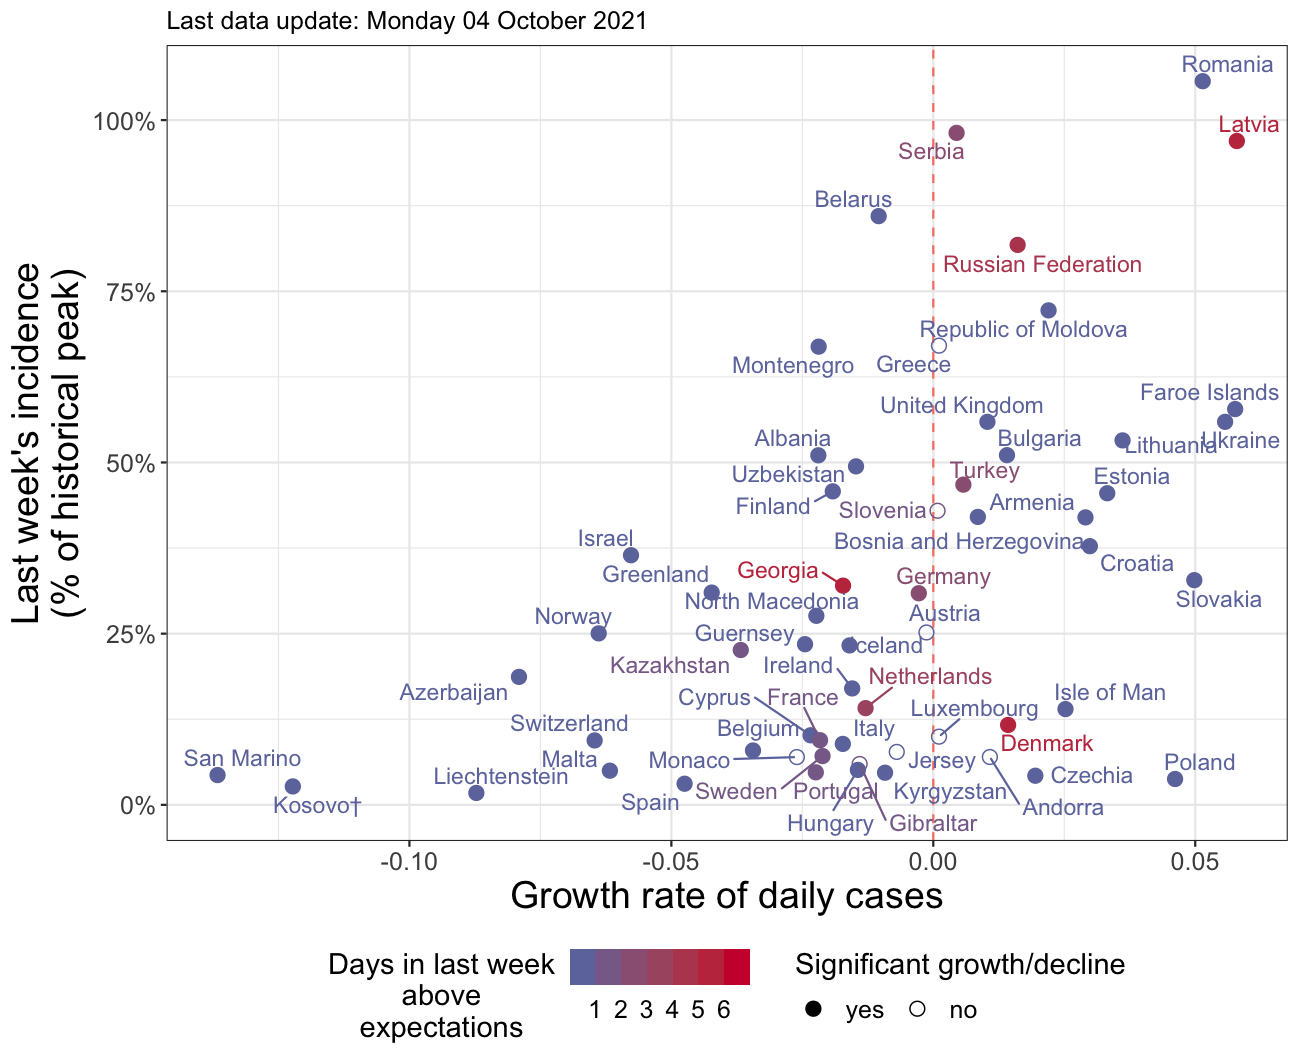 Last data update: Monday 04 October 2021
Last week's incidence
(% of historical peak)
100%
75%
50%
25%
0%
Romania
Latvia
Serbia
Belarus
Russian Federation
Republic of Moldova
Montenegro
Greece
Faroe Islands
United Kingdom
Albania
Bulgaria
Lithuania
Ukraine
Uzbekistan
Turkey
Estonia
Finland
Slovenia
Armenia
Israel
Bosnia and Herzegovina
Greenland
Georgia
Germany
Croatia
North Macedonia
Slovakia
Norway
Austria
Guernsey
Iceland
Kazakhstan
Ireland
Netherlands
Azerbaijan
Cyprus
France
Isle of Man
Luxembourg
Switzerland
Belgium
Italy
Denmark
San Marino
Malta
Monaco
Jersey
Poland
Liechtenstein
Czechia
Sweden
Portugal
Kyrgyzstan
Kosovo†
Spain
Andorra
Hungary
Gibraltar
-0.10
-0.05
0.00
0.05
Growth rate of daily cases
Days in last week
above
expectations
1 2 3 4 5 6
Significant growth/decline
yes
no